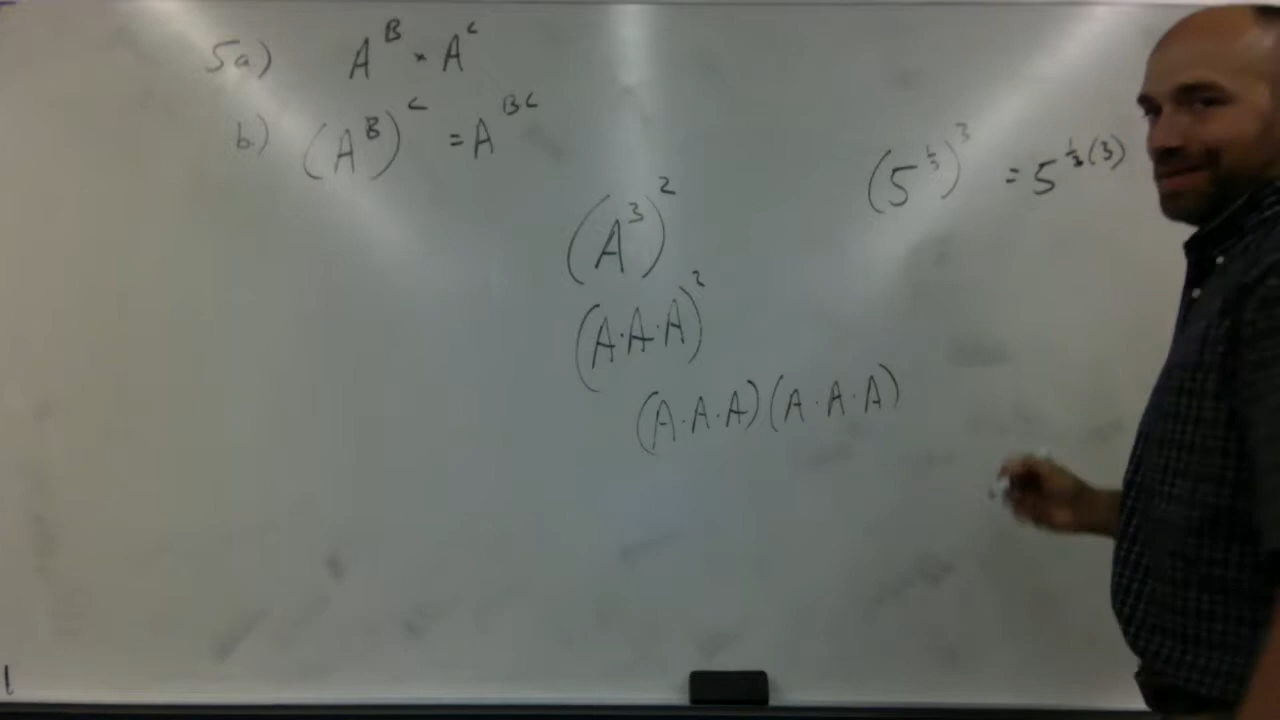 5a) A^B · A^C
b.) (A^B)^C = A^BC
(5^⅓)^3 = 5^⅓(3)
(A^3)^2
(A·A·A)^2
(A·A·A)(A·A·A)